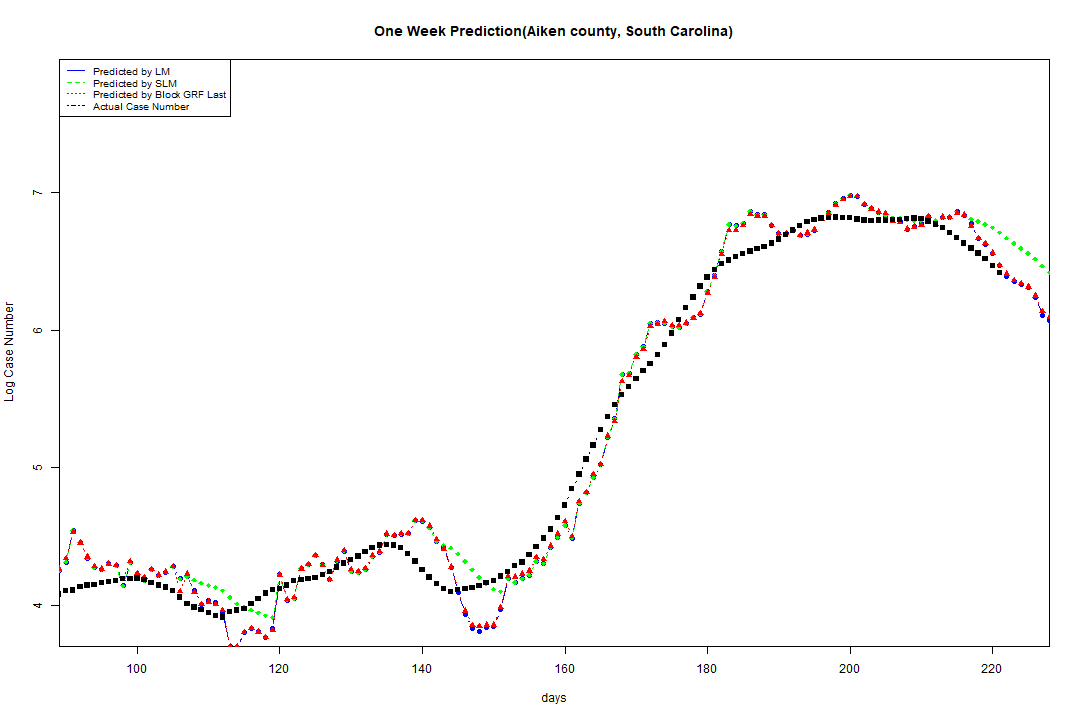 One Week Prediction(Aiken county, South Carolina)
Predicted by LM
Predicted by SLM
Predicted by Block GRF Last
Actual Case Number
7
6
5
4
Log Case Number
100 120 140 160 180 200 220
days